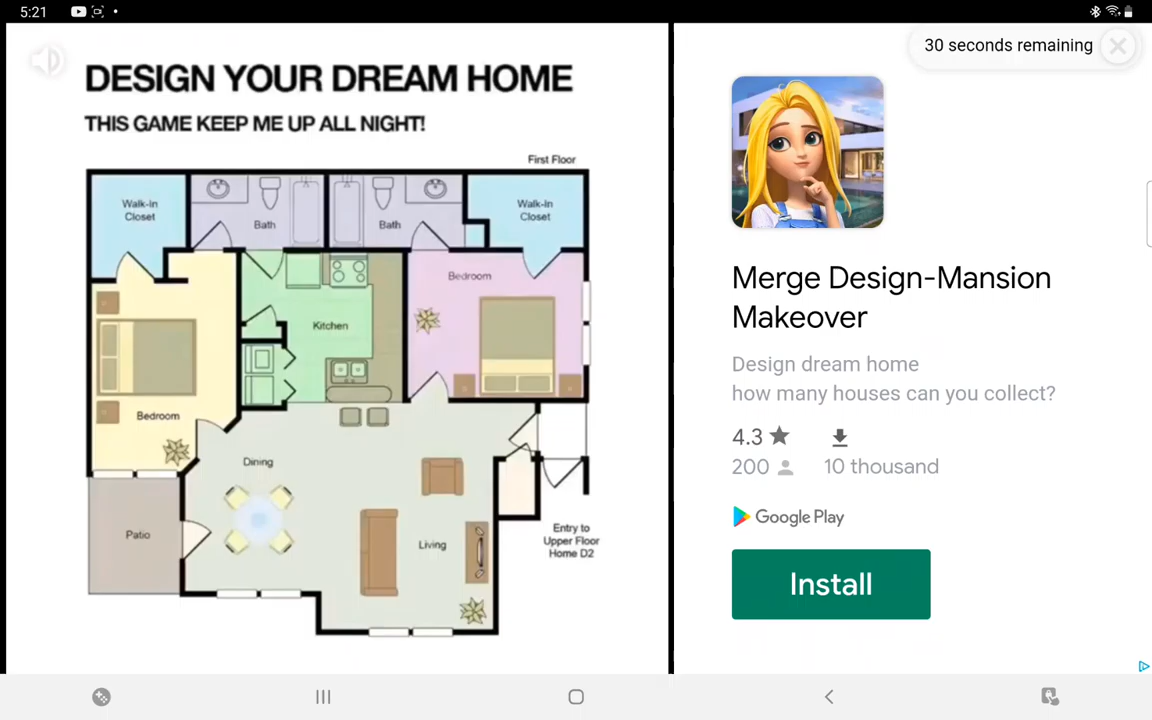 5:21
30 seconds remaining
DESIGN YOUR DREAM HOME
THIS GAME KEEP ME UP ALL NIGHT!
First Floor
Walk-In
Closet
Bath
Bath
Walk-In
Closet
Bedroom
Kitchen
Bedroom
Dining
Patio
Living
Entry to
Upper Floor
Home D2
Merge Design-Mansion
Makeover
Design dream home
how many houses can you collect?
4.3
200
10 thousand
Google Play
Install